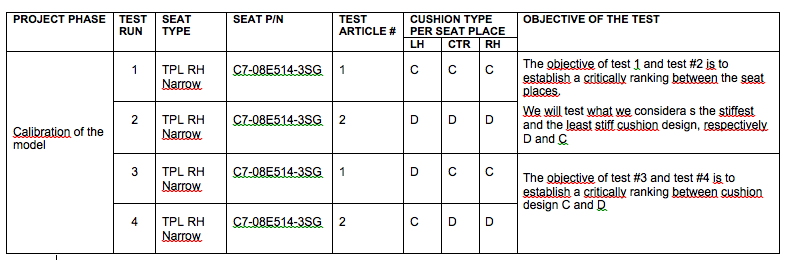 PROJECT PHASE TEST RUN SEAT TYPE SEAT P/N TEST ARTICLE # CUSHION TYPE PER SEAT PLACE OBJECTIVE OF THE TEST
LH CTR RH
Calibration of the model
1 TPL RH Narrow C7-08E514-3SG 1 C C C
The objective of test 1 and test #2 is to
establish a critically ranking between the seat
places.
We will test what we considera s the stiffest
and the least stiff cushion design, respectively
D and C
2 TPL RH Narrow C7-08E514-3SG 2 D D D
3 TPL RH Narrow C7-08E514-3SG 1 D C C
The objective of test #3 and test #4 is to
establish a critically ranking between cushion
design C and D
4 TPL RH Narrow C7-08E514-3SG 2 C D D